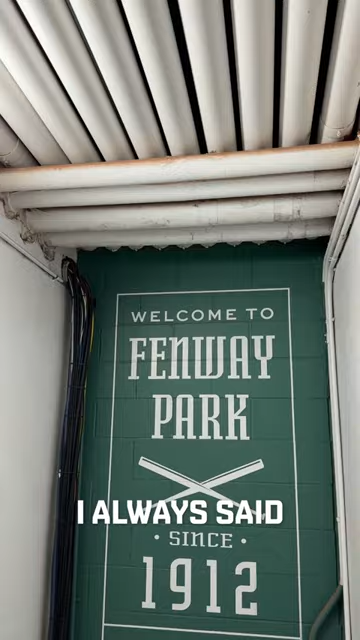 WELCOME TO
FENWAY
PARK
I ALWAYS SAID
• SINCE •
1912